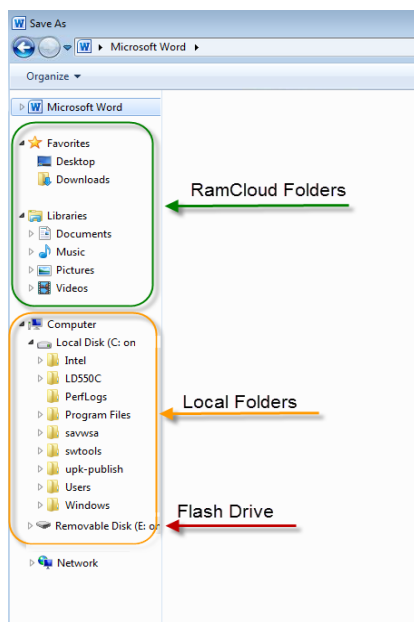 W Save As
W Microsoft Word
Organize
W Microsoft Word
Favorites
Desktop
Downloads
RamCloud Folders
Libraries
Documents
Music
Pictures
Videos
Computer
Local Disk (C: on
Intel
LD550C
PerfLogs
Program Files
Local Folders
savwsa
swtools
upk-publish
Users
Windows
Flash Drive
Removable Disk (E: on
Network